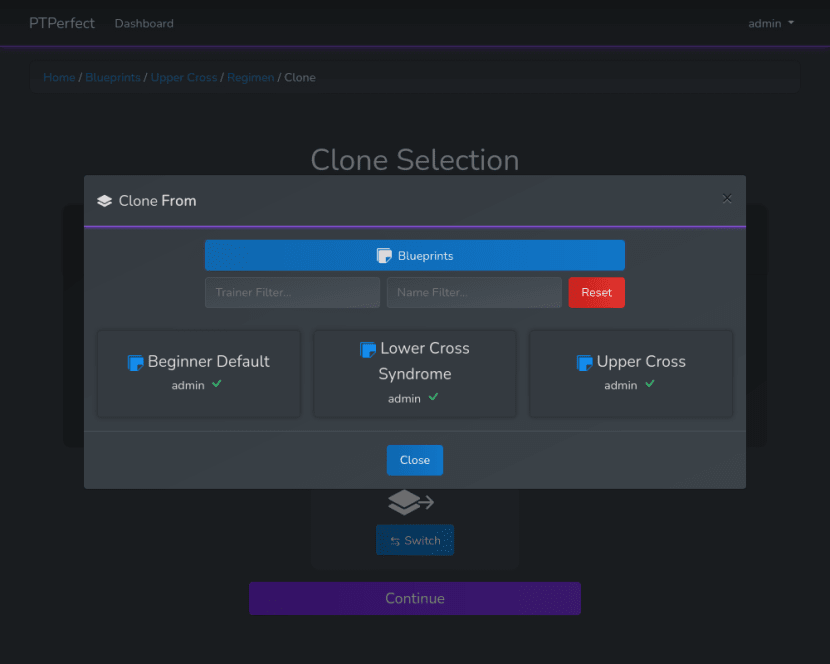 PTPerfect Dashboard admin
Home / Blueprints / Upper Cross / Regimen / Clone
Clone Selection
Clone From ×
Blueprints
Trainer Filter... Name Filter... Reset
Beginner Default
admin
Lower Cross
Syndrome
admin
Upper Cross
admin
Close
Switch
Continue